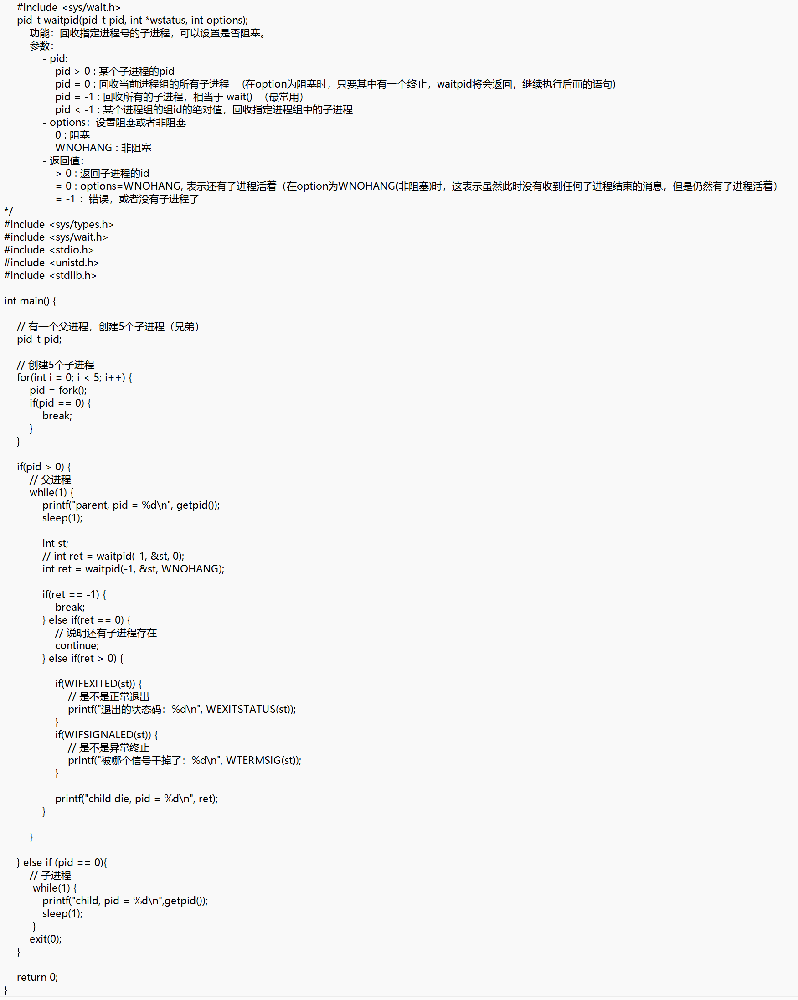 #include <sys/wait.h>
pid_t waitpid(pid_t pid, int *wstatus, int options);
功能：回收指定进程号的子进程，可以设置是否阻塞。
参数：
- pid:
pid > 0 : 某个子进程的pid
pid = 0 : 回收当前进程组的所有子进程 （在option为阻塞时，只要其中有一个终止，waitpid将会返回，继续执行后面的语句）
pid = -1 : 回收所有的子进程，相当于 wait() （最常用）
pid < -1 : 某个进程组的组id的绝对值，回收指定进程组中的子进程
- options：设置阻塞或者非阻塞
0 : 阻塞
WNOHANG : 非阻塞
- 返回值：
> 0 : 返回子进程的id
= 0 : options=WNOHANG, 表示还有子进程活着（在option为WNOHANG(非阻塞)时，这表示虽然此时没有收到任何子进程结束的消息，但是仍然有子进程活着）
= -1 ：错误，或者没有子进程了
*/
#include <sys/types.h>
#include <sys/wait.h>
#include <stdio.h>
#include <unistd.h>
#include <stdlib.h>
int main() {
// 有一个父进程，创建5个子进程（兄弟）
pid_t pid;
// 创建5个子进程
for(int i = 0; i < 5; i++) {
pid = fork();
if(pid == 0) {
break;
}
}
if(pid > 0) {
// 父进程
while(1) {
printf("parent, pid = %d\n", getpid());
sleep(1);
int st;
// int ret = waitpid(-1, &st, 0);
int ret = waitpid(-1, &st, WNOHANG);
if(ret == -1) {
break;
} else if(ret == 0) {
// 说明还有子进程存在
continue;
} else if(ret > 0) {
if(WIFEXITED(st)) {
// 是不是正常退出
printf("退出的状态码：%d\n", WEXITSTATUS(st));
}
if(WIFSIGNALED(st)) {
// 是不是异常终止
printf("被哪个信号干掉了：%d\n", WTERMSIG(st));
}
printf("child die, pid = %d\n", ret);
}
}
} else if (pid == 0){
// 子进程
while(1) {
printf("child, pid = %d\n",getpid());
sleep(1);
}
exit(0);
}
return 0;
}